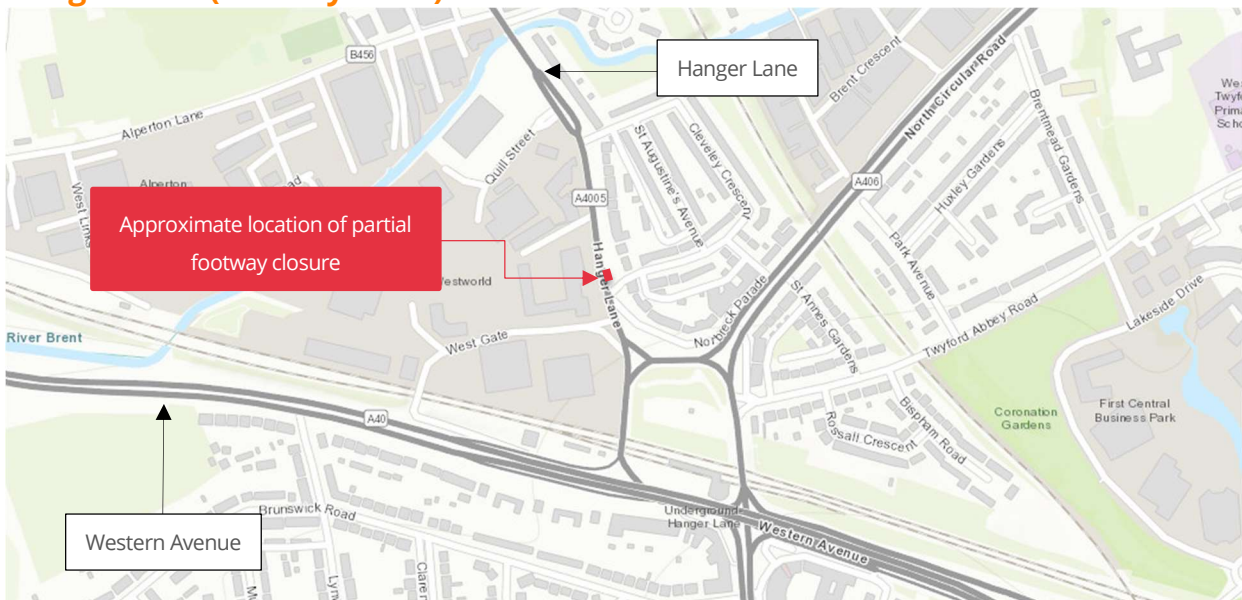 B456
Hanger Lane
Brent Crescent
North Circular Road
Alperton Lane
Quill Street
St Augustine's Avenue
Cleveley Crescent
Brentmead Gardens
Alperton
West Links
A4005
A406
Huxley Gardens
Park Avenue
Approximate location of partial
footway closure
Hanger Lane
River Brent
West Gate
Norbreck Parade
St Annes Gardens
Twyford Abbey Road
Lakeside Drive
A40
Coronation
Gardens
First Central
Business Park
Rossall Crescent
Bispham Road
Brunswick Road
Underground
Hanger Lane
Western Avenue
Western Avenue